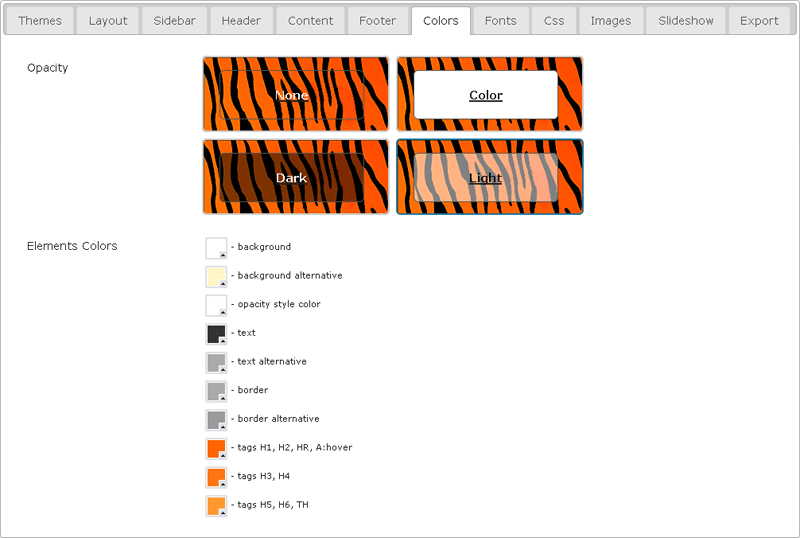 Themes Layout Sidebar Header Content Footer Colors Fonts Css Images Slideshow Export
Opacity
None Color
Dark Light
Elements Colors
- background
- background alternative
- opacity style color
- text
- text alternative
- border
- border alternative
- tags H1, H2, HR, A:hover
- tags H3, H4
- tags H5, H6, TH